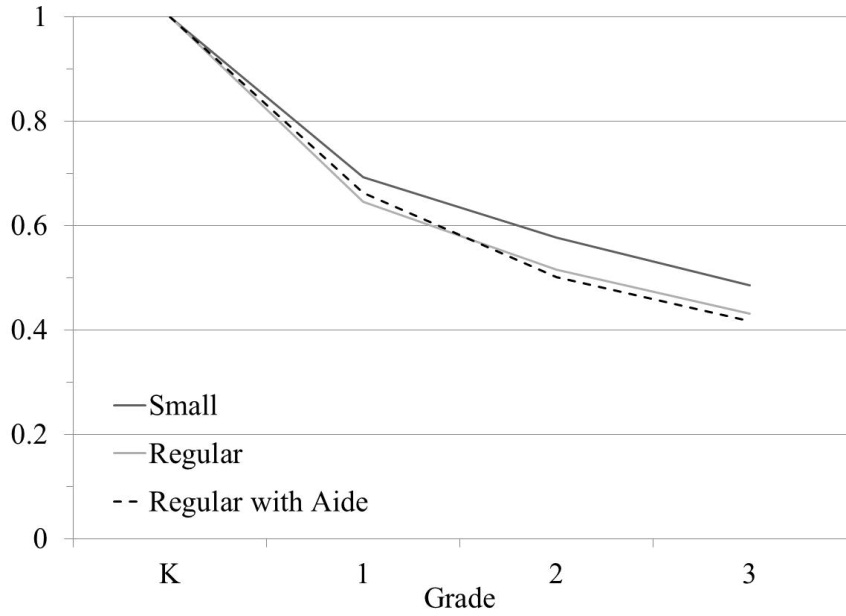 1
0.8
0.6
0.4
0.2
0
Small
Regular
Regular with Aide
K 1 2 3
Grade